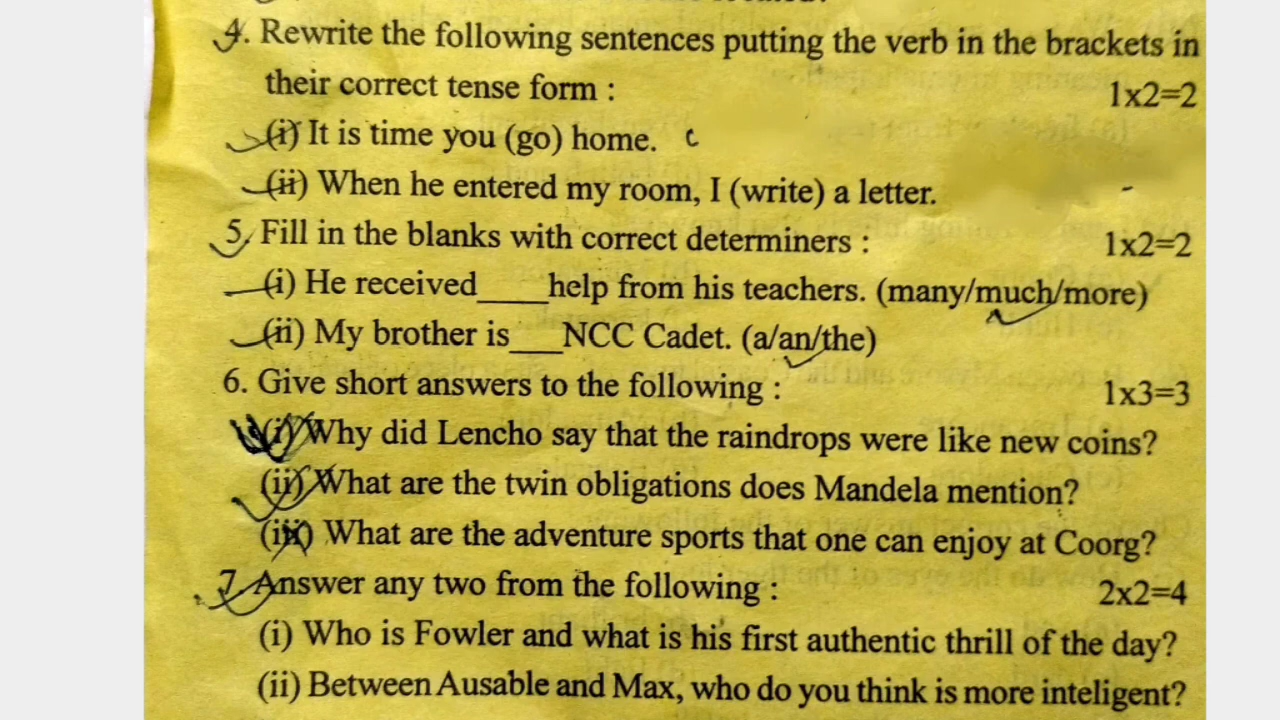 4. Rewrite the following sentences putting the verb in the brackets in
their correct tense form : 1x2=2
(i) It is time you (go) home.
(ii) When he entered my room, I (write) a letter.
5. Fill in the blanks with correct determiners : 1x2=2
(i) He received____help from his teachers. (many/much/more)
(ii) My brother is___NCC Cadet. (a/an/the)
6. Give short answers to the following : 1x3=3
(i) Why did Lencho say that the raindrops were like new coins?
(ii) What are the twin obligations does Mandela mention?
(iii) What are the adventure sports that one can enjoy at Coorg?
7. Answer any two from the following : 2x2=4
(i) Who is Fowler and what is his first authentic thrill of the day?
(ii) Between Ausable and Max, who do you think is more inteligent?